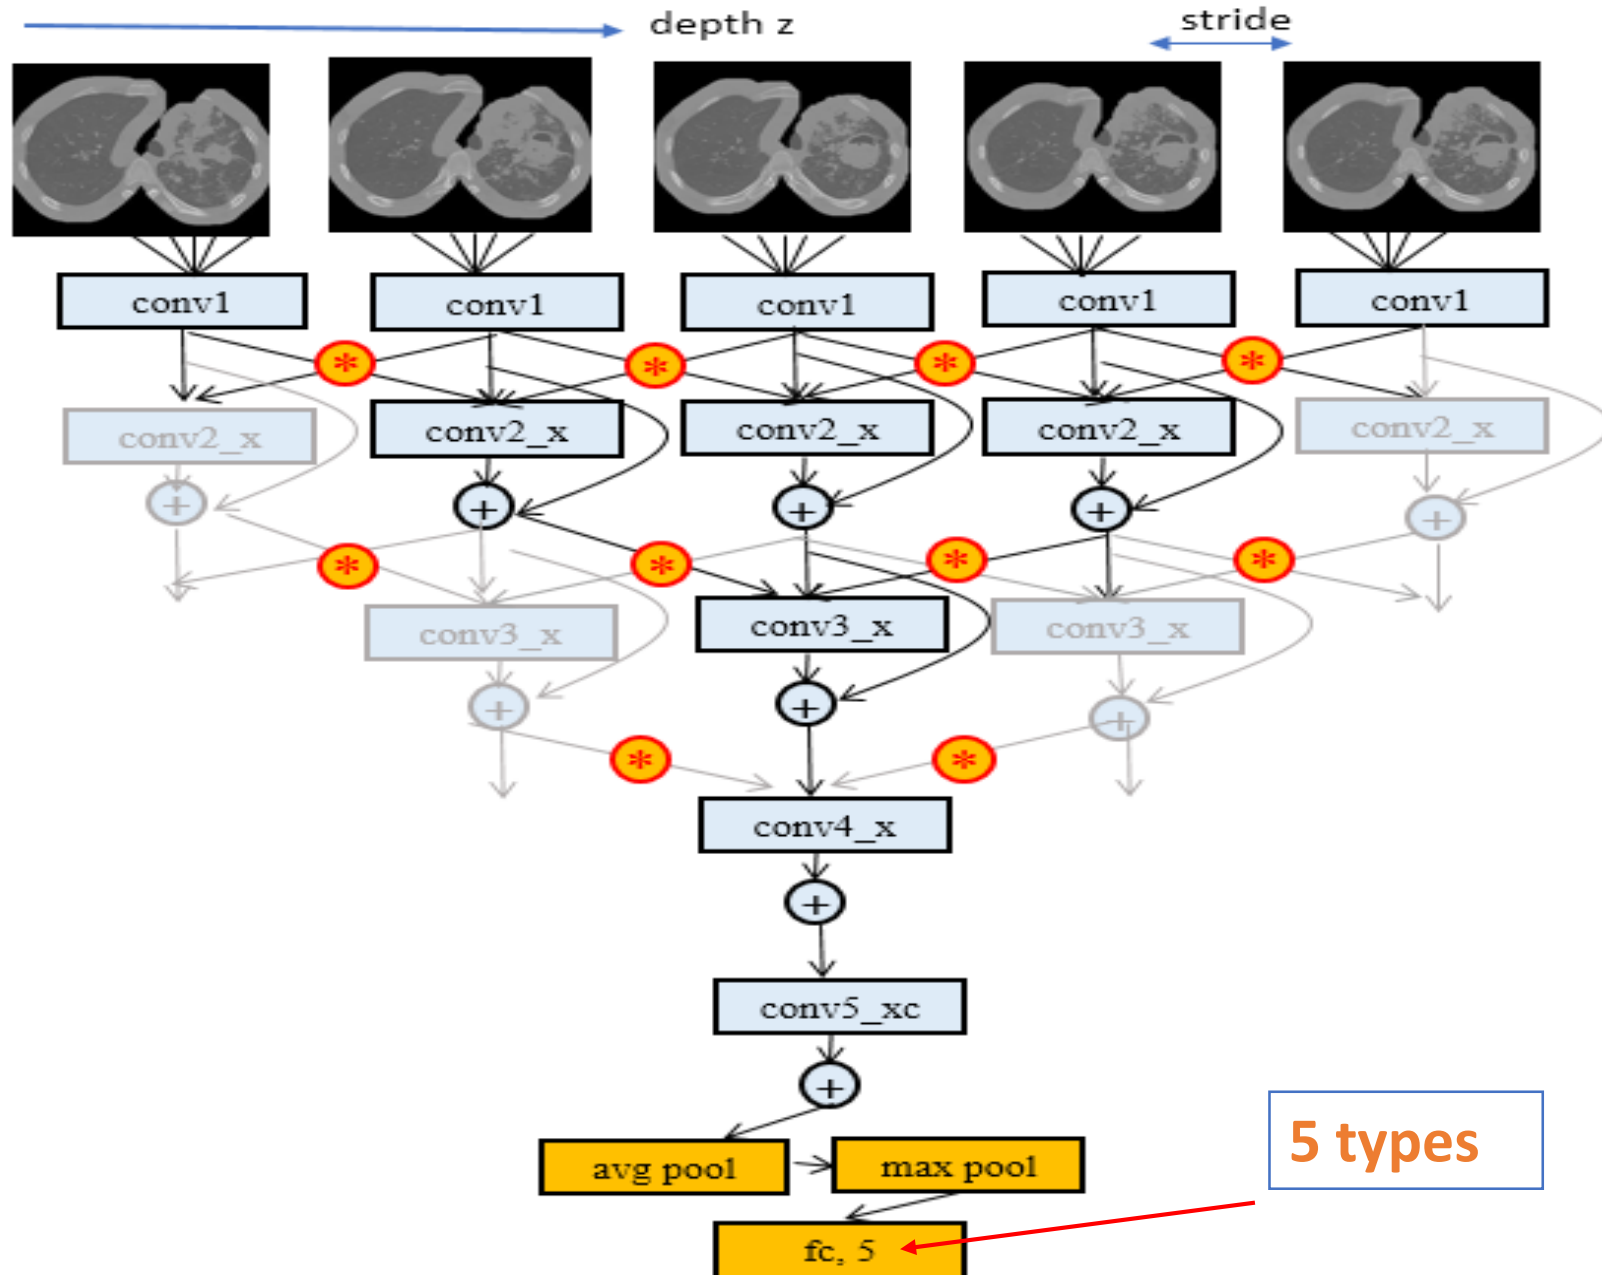 depth z
stride
conv1
conv1
conv1
conv1
conv1
*
*
*
*
conv2_x
conv2_x
conv2_x
conv2_x
conv2_x
+
+
+
+
+
*
*
*
*
conv3_x
conv3_x
conv3_x
+
+
+
*
*
conv4_x
+
conv5_xc
+
5 types
avg pool
max pool
fc, 5